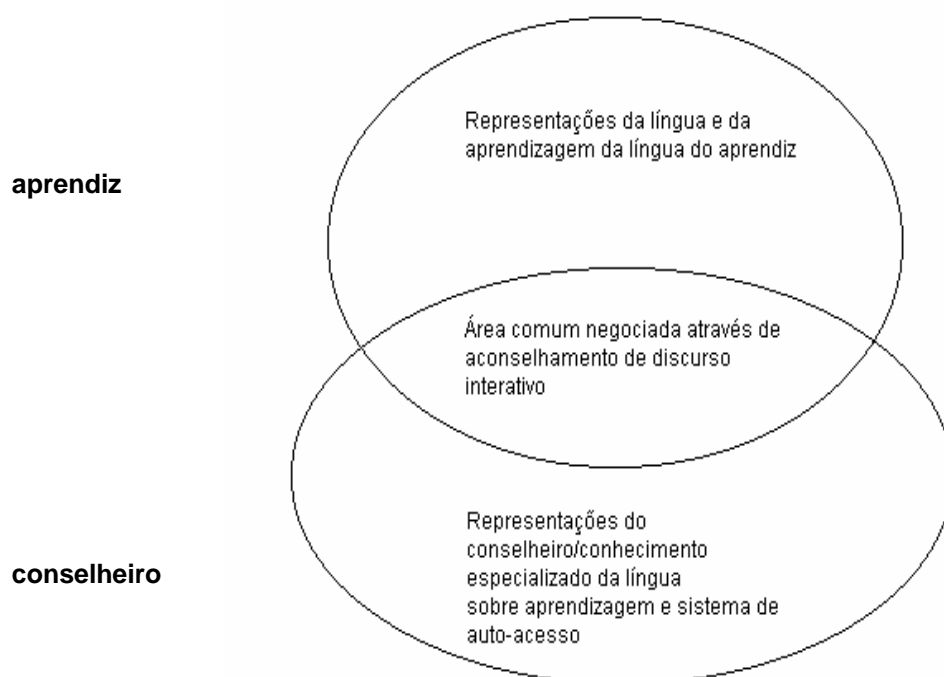 Representações da língua e da
aprendizagem da língua do aprendiz
aprendiz
Área comum negociada através de
aconselhamento de discurso
interativo
Representações do
conselheiro/conhecimento
especializado da língua
sobre aprendizagem e sistema de
auto-acesso
conselheiro